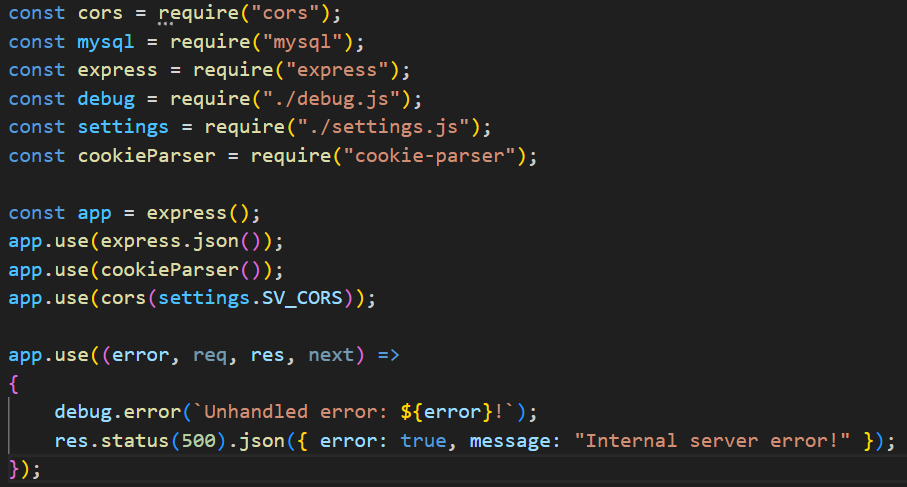 const cors = require("cors");
const mysql = require("mysql");
const express = require("express");
const debug = require("./debug.js");
const settings = require("./settings.js");
const cookieParser = require("cookie-parser");

const app = express();
app.use(express.json());
app.use(cookieParser());
app.use(cors(settings.SV_CORS));

app.use((error, req, res, next) =>
{
    debug.error(`Unhandled error: ${error}!`);
    res.status(500).json({ error: true, message: "Internal server error!" });
});